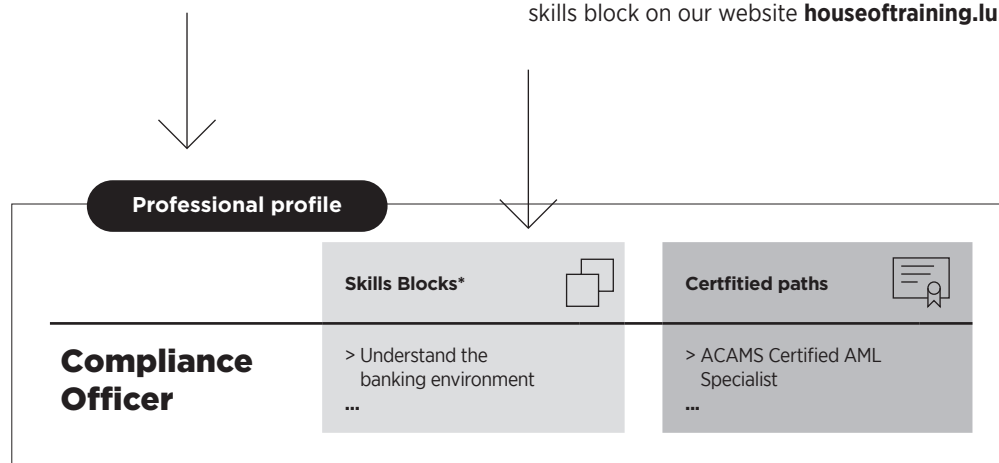 skills block on our website houseoftraining.lu
Professional profile
Skills Blocks*
Certfitied paths
Compliance
Officer
> Understand the
banking environment
...
> ACAMS Certified AML
Specialist
...